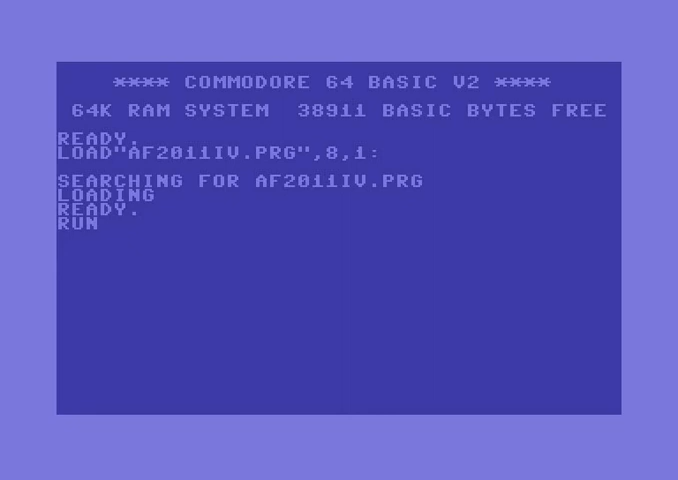 **** COMMODORE 64 BASIC V2 ****
64K RAM SYSTEM  38911 BASIC BYTES FREE
READY.
LOAD"AF2011IV.PRG",8,1:
SEARCHING FOR AF2011IV.PRG
LOADING
READY.
RUN